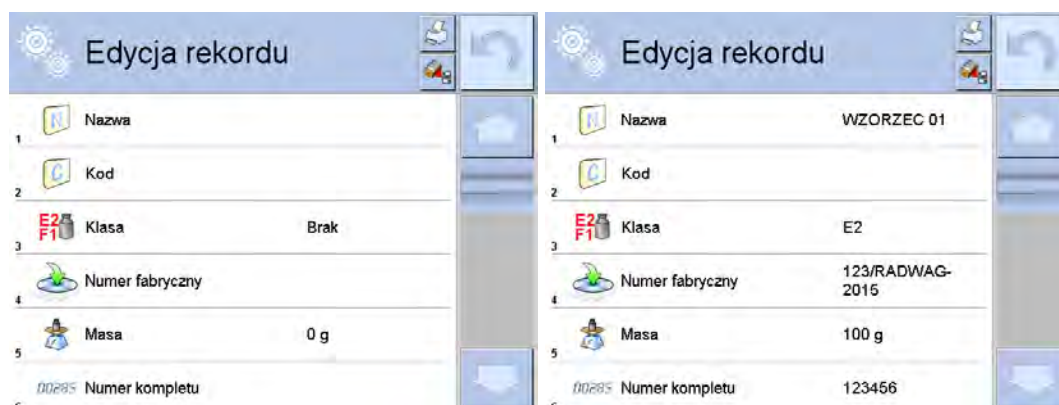 Edycja rekordu
1 N Nazwa
2 C Kod
3 E2 F1 Klasa Brak
4 Numer fabryczny
5 Masa 0 g
00285 Numer kompletu
Edycja rekordu
1 N Nazwa WZORZEC 01
2 C Kod
3 E2 F1 Klasa E2
4 Numer fabryczny 123/RADWAG-
2015
5 Masa 100 g
00285 Numer kompletu 123456